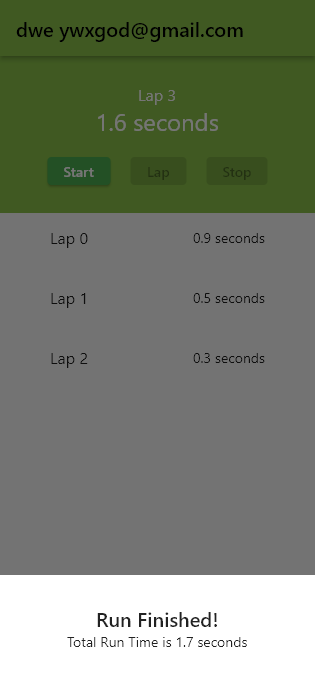 dwe ywxgod@gmail.com
Lap 3
1.6 seconds
Start Lap Stop
Lap 0 0.9 seconds
Lap 1 0.5 seconds
Lap 2 0.3 seconds
Run Finished!
Total Run Time is 1.7 seconds